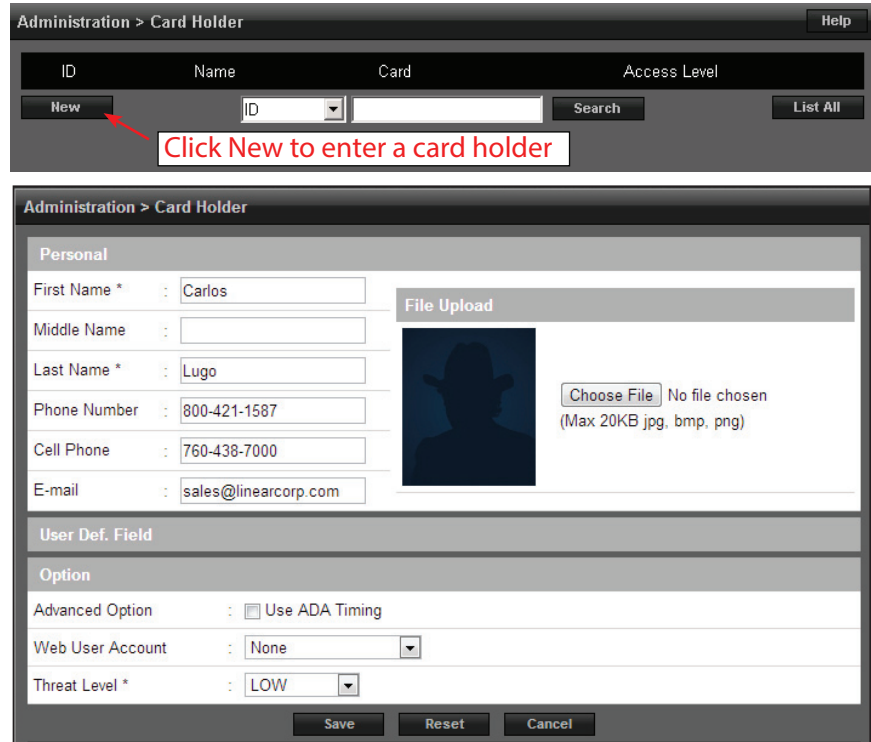 Administration > Card Holder Help
ID Name Card Access Level
New ID Search List All
Click New to enter a card holder
Administration > Card Holder
Personal
First Name * : Carlos
File Upload
Middle Name :
Last Name * : Lugo
Choose File No file chosen
Phone Number : 800-421-1587
(Max 20KB jpg, bmp, png)
Cell Phone : 760-438-7000
E-mail : sales@linearcorp.com
User Def. Field
Option
Advanced Option : Use ADA Timing
Web User Account : None
Threat Level * : LOW
Save Reset Cancel